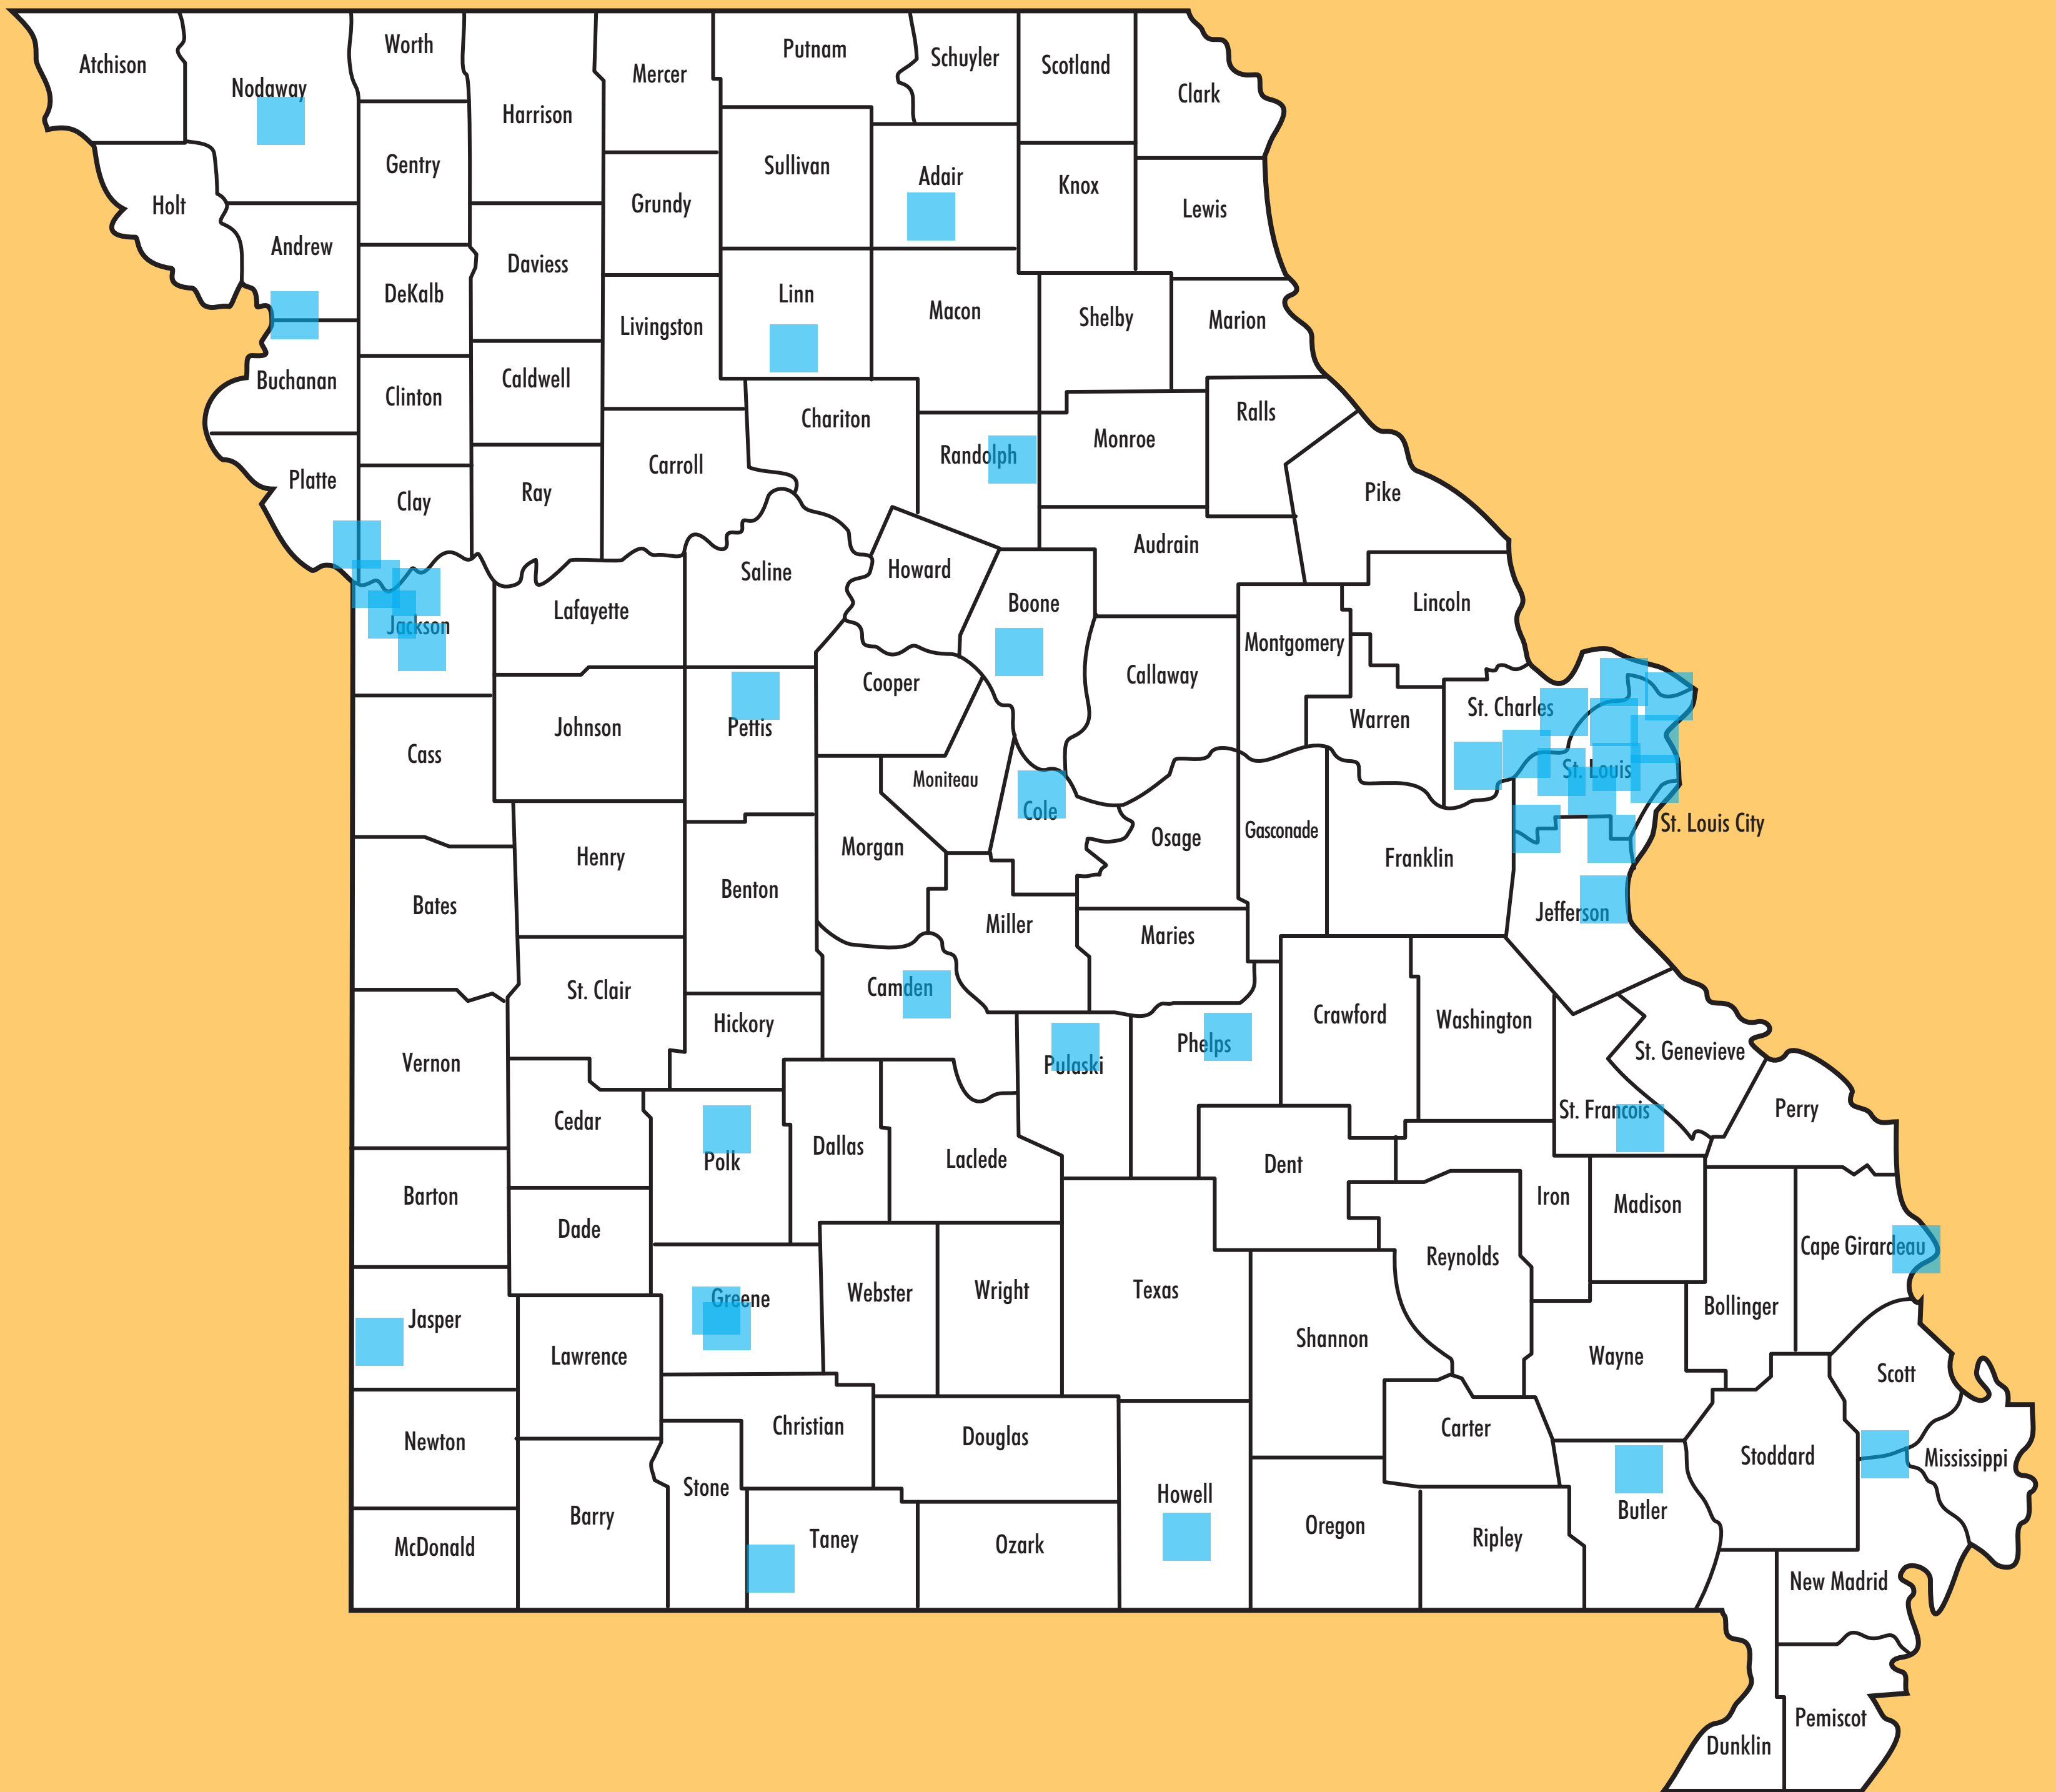 Atchison
Nodaway
Worth
Harrison
Mercer
Putnam
Schuyler
Scotland
Clark
Holt
Andrew
Gentry
DeKalb
Daviess
Grundy
Sullivan
Adair
Knox
Lewis
Linn
Livingston
Macon
Shelby
Marion
Buchanan
Clinton
Caldwell
Chariton
Randolph
Monroe
Ralls
Pike
Platte
Clay
Ray
Carroll
Saline
Howard
Boone
Audrain
Lincoln
Jackson
Lafayette
Montgomery
Callaway
Cooper
Warren
St. Charles
St. Louis
St. Louis City
Cass
Johnson
Pettis
Moniteau
Cole
Morgan
Osage
Gasconade
Franklin
Jefferson
Bates
Henry
Benton
Miller
Maries
Camden
St. Clair
Hickory
Vernon
Pulaski
Phelps
Crawford
Washington
St. Genevieve
St. Francois
Perry
Cedar
Polk
Dallas
Laclede
Dent
Iron
Madison
Barton
Dade
Reynolds
Cape Girardeau
Bollinger
Jasper
Greene
Webster
Wright
Texas
Shannon
Wayne
Scott
Lawrence
Newton
Christian
Douglas
Carter
Stoddard
Mississippi
Stone
Howell
Butler
McDonald
Barry
Taney
Ozark
Oregon
Ripley
New Madrid
Pemiscot
Dunklin